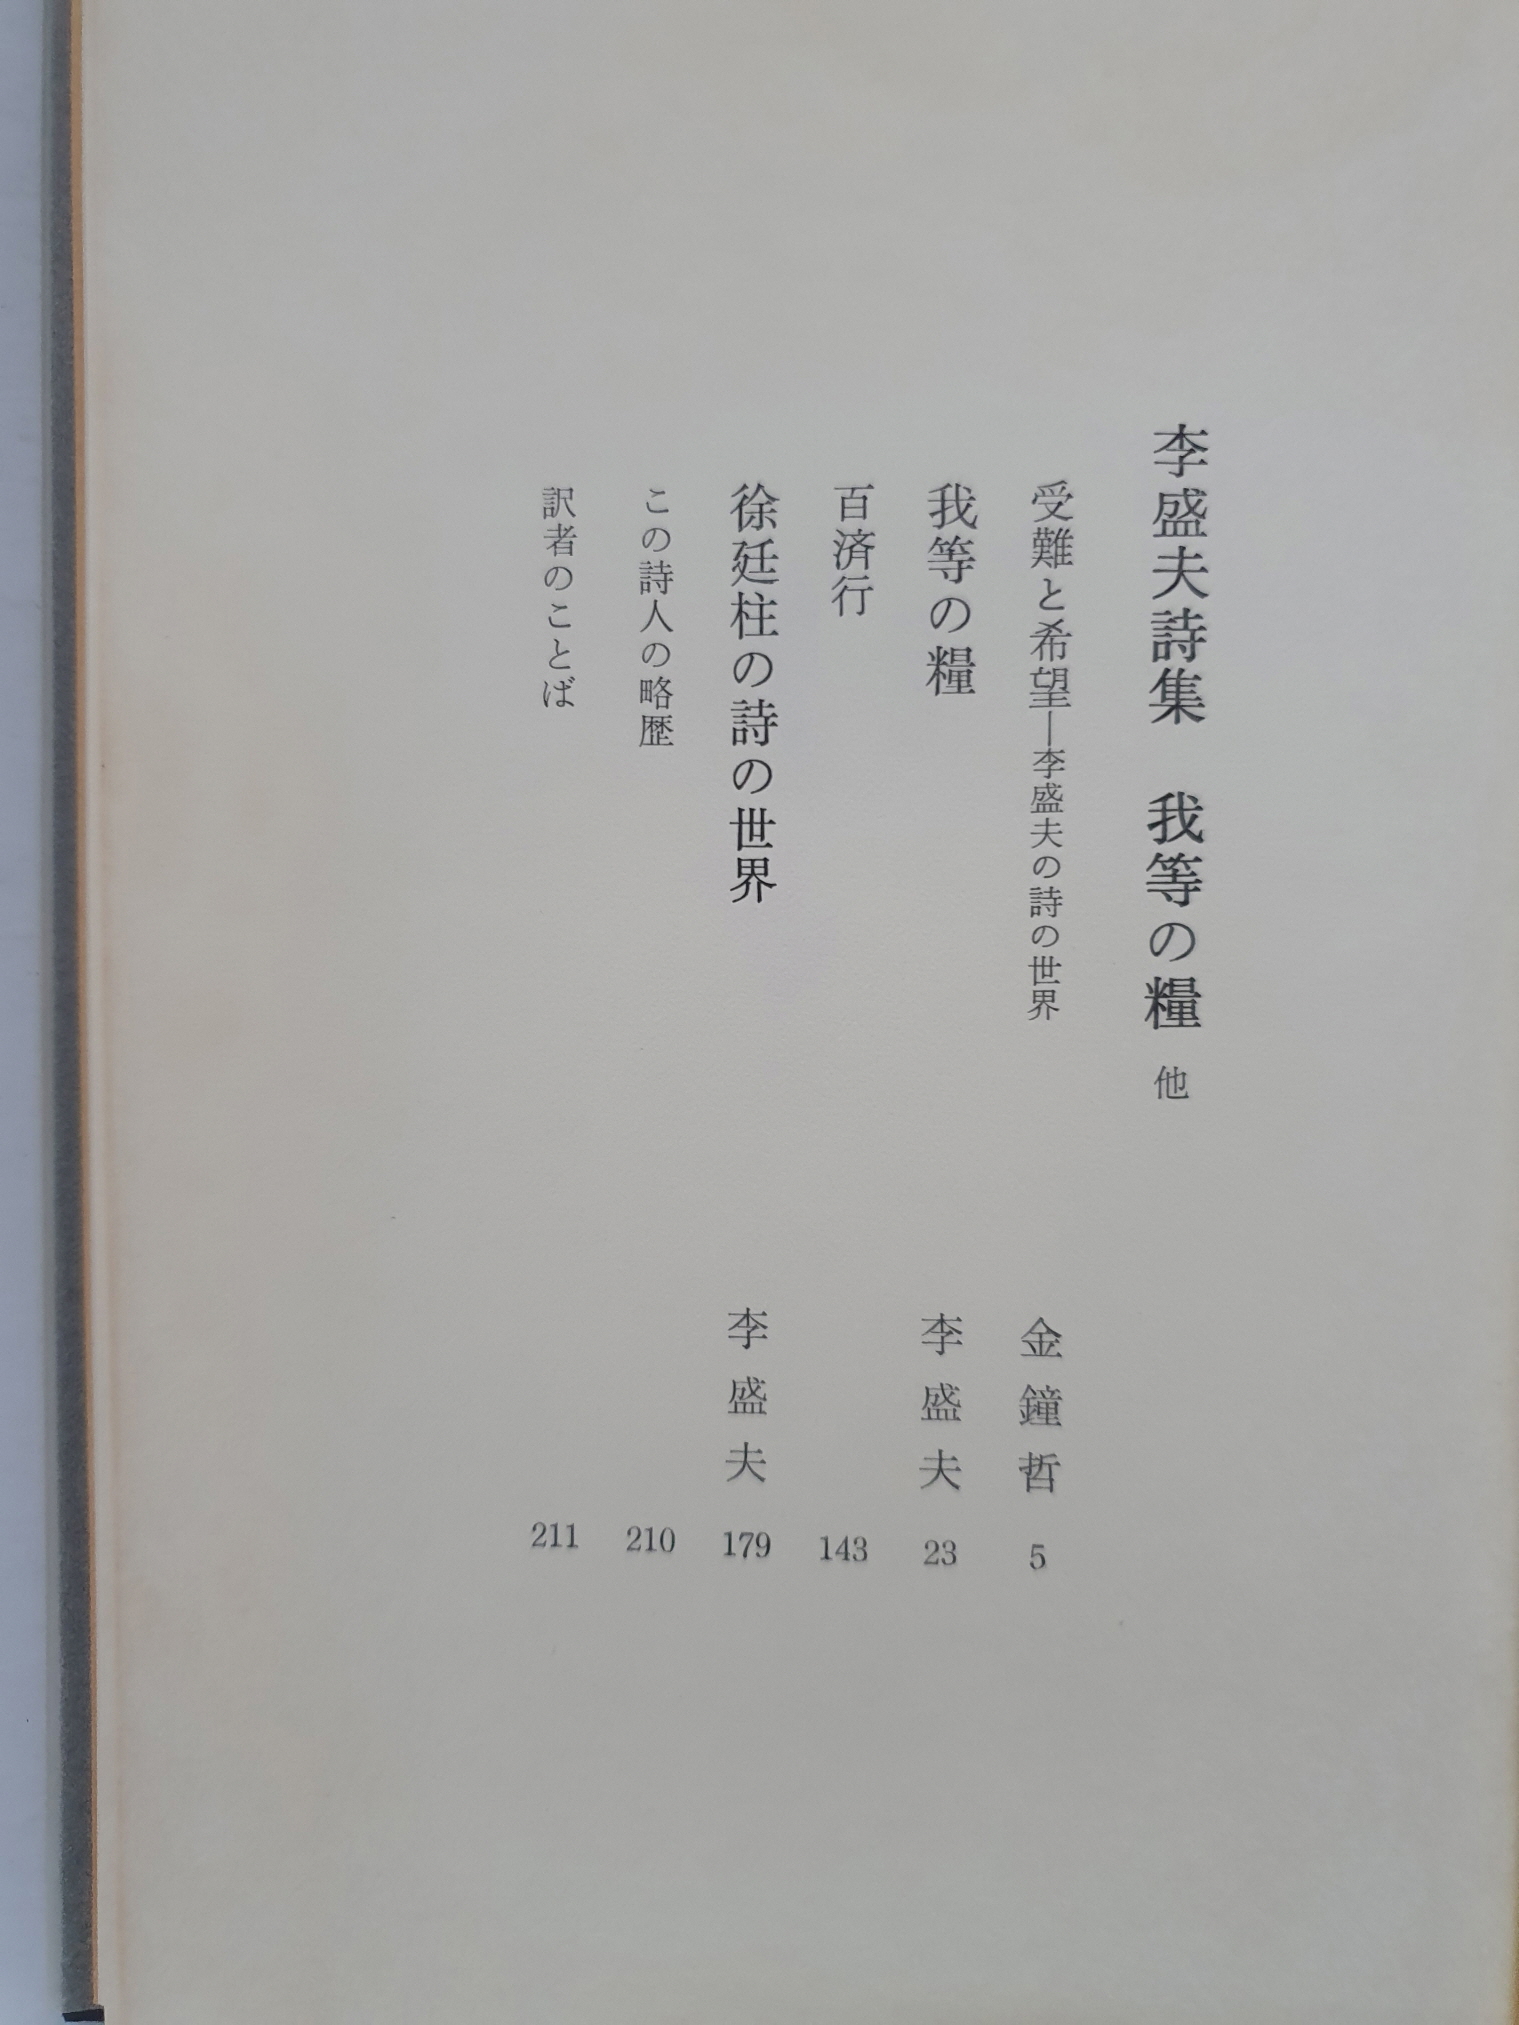 李盛夫詩集　我等の糧 他
受難と希望―李盛夫の詩の世界　金鐘哲 5
我等の糧　李盛夫 23
百済行 143
徐廷柱の詩の世界　李盛夫 179
この詩人の略歴 210
訳者のことば 211